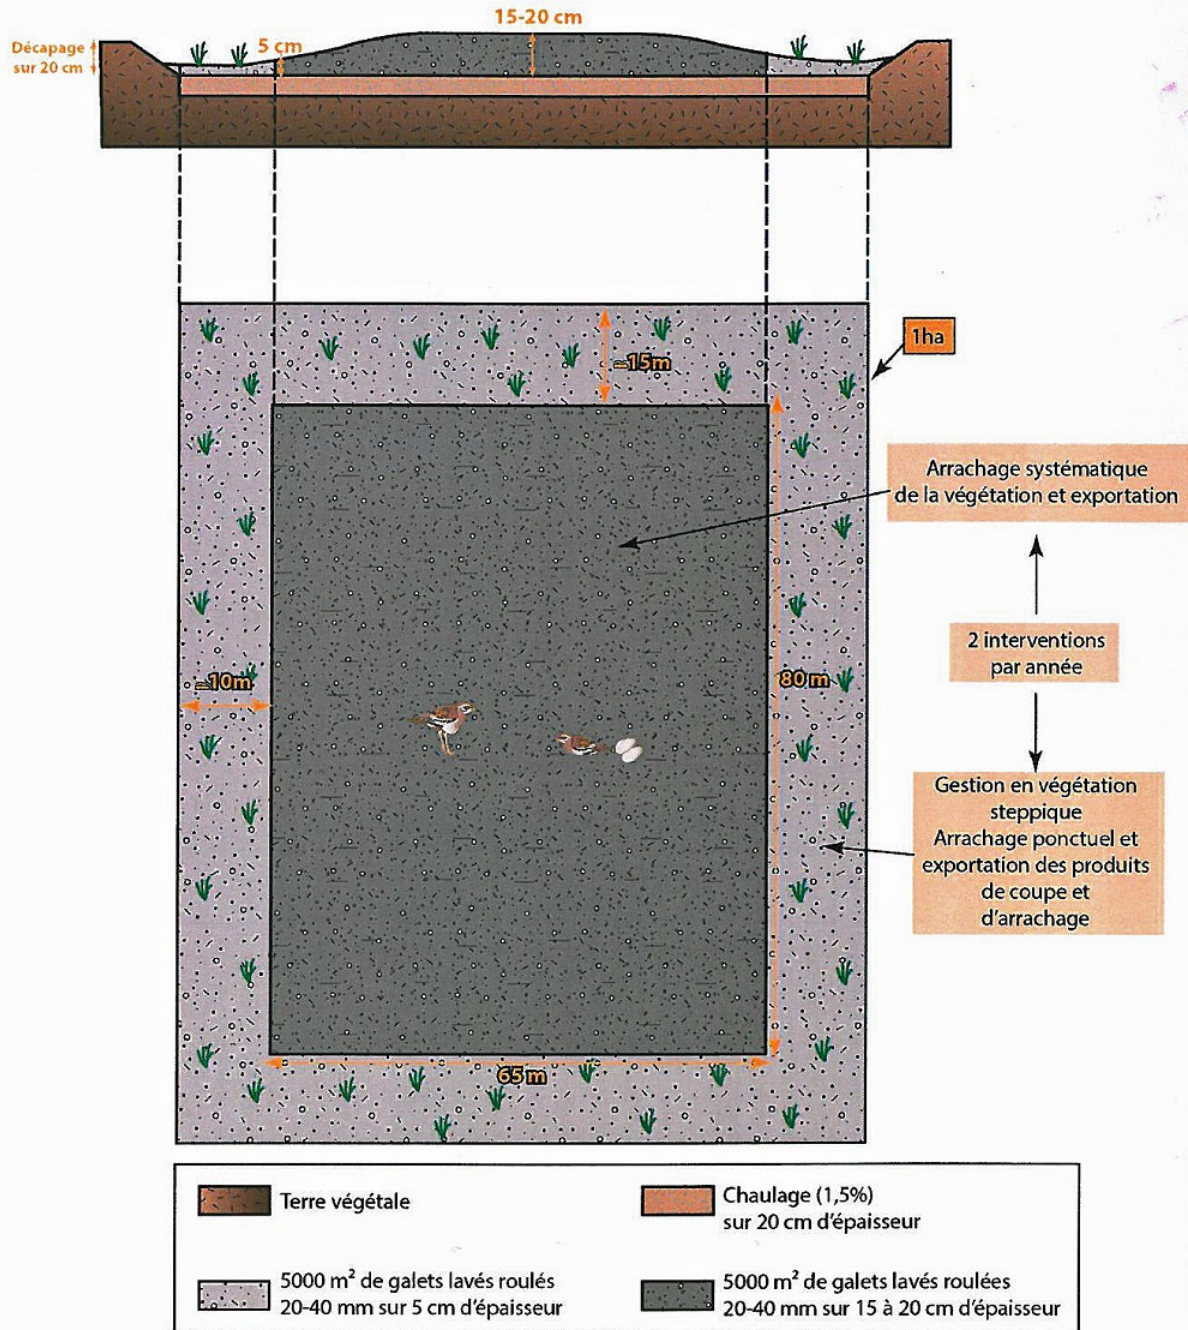 15-20 cm
Décapage
sur 20 cm
5 cm
1ha
≃15m
Arrachage systématique
de la végétation et exportation
2 interventions
par année
≃10m
80 m
Gestion en végétation
steppique
Arrachage ponctuel et
exportation des produits
de coupe et
d'arrachage
65 m
Terre végétale
Chaulage (1,5%)
sur 20 cm d'épaisseur
5000 m² de galets lavés roulés
20-40 mm sur 5 cm d'épaisseur
5000 m² de galets lavés roulées
20-40 mm sur 15 à 20 cm d'épaisseur